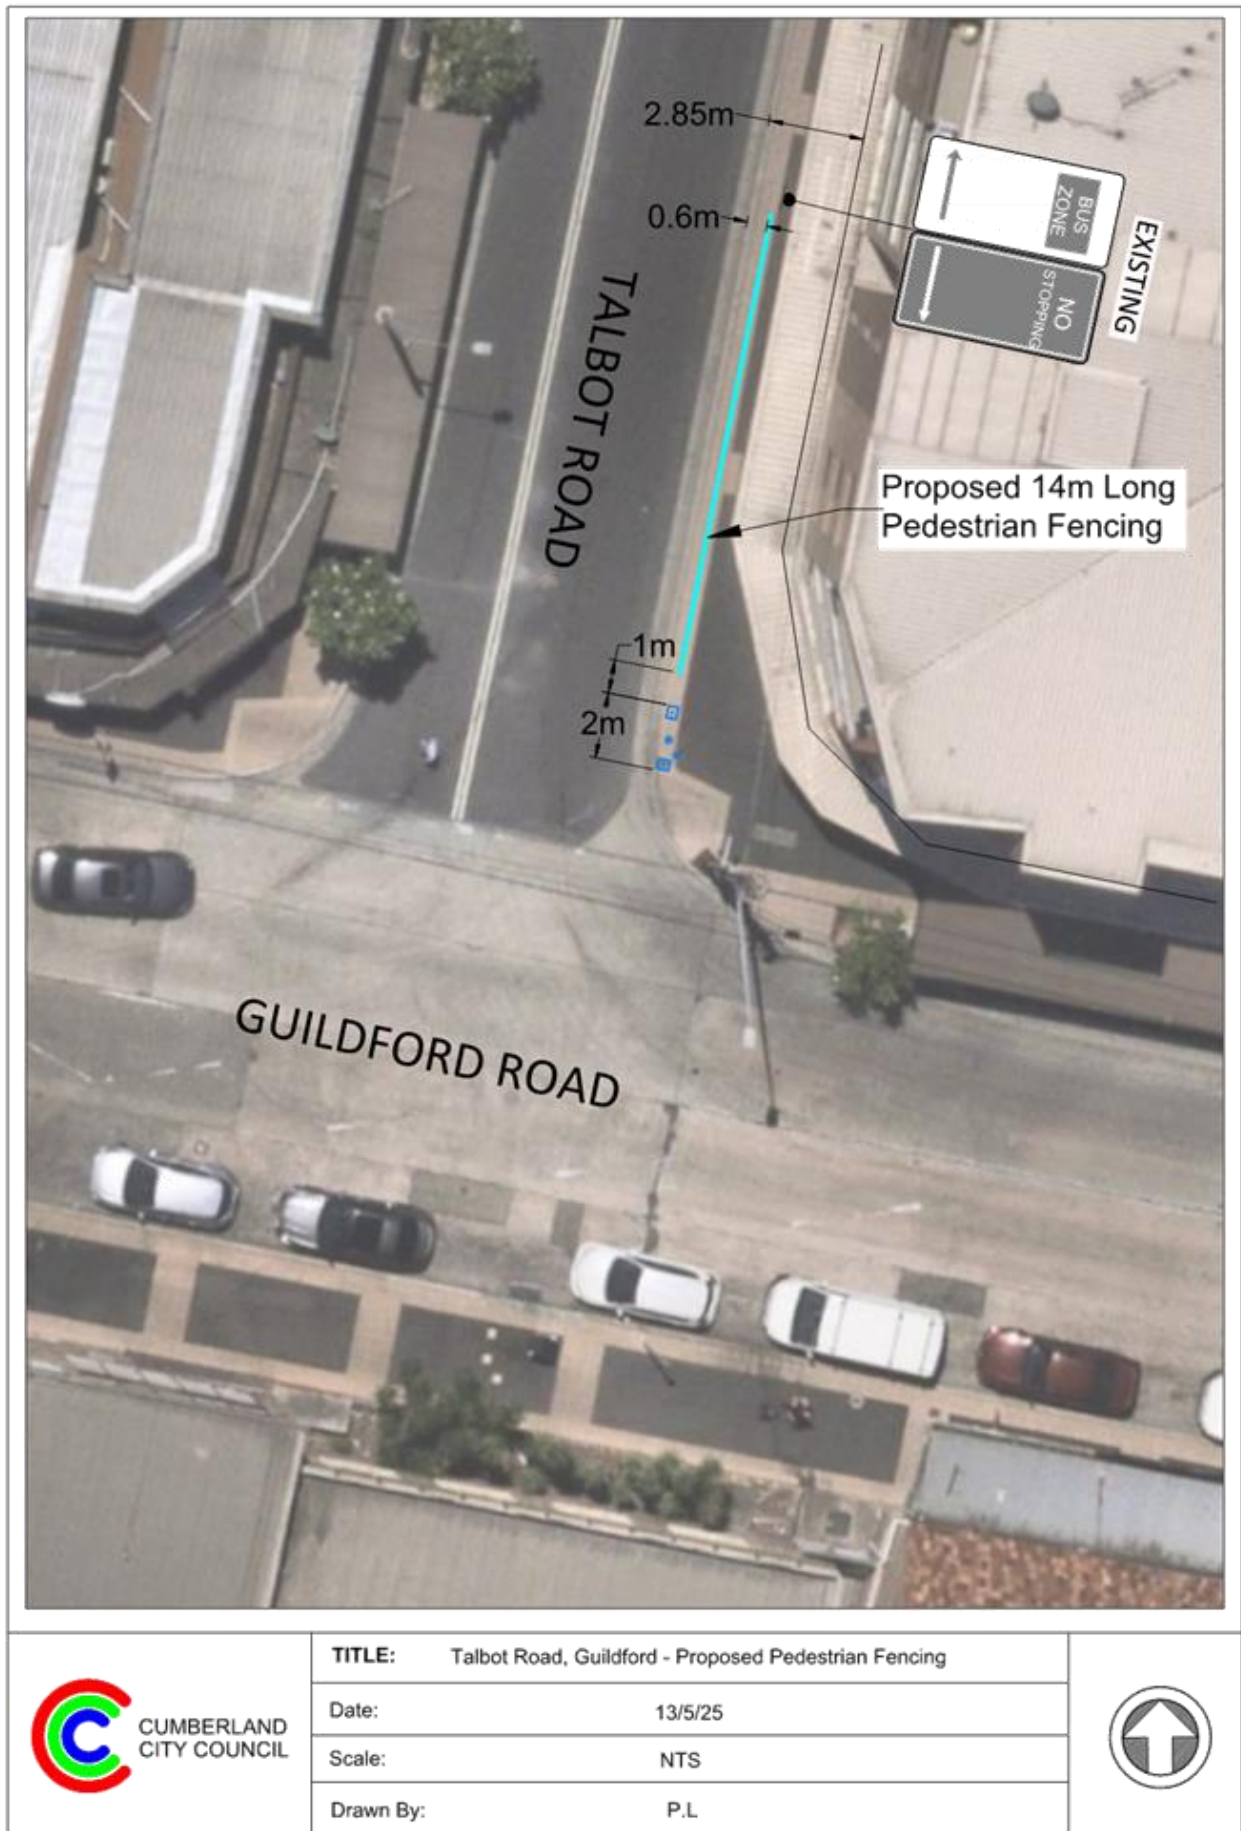 2.85m
0.6m
BUS
ZONE
NO
STOPPING
EXISTING
TALBOT ROAD
Proposed 14m Long
Pedestrian Fencing
1m
2m
GUILDFORD ROAD
CUMBERLAND
CITY COUNCIL
TITLE: Talbot Road, Guildford - Proposed Pedestrian Fencing
Date: 13/5/25
Scale: NTS
Drawn By: P.L